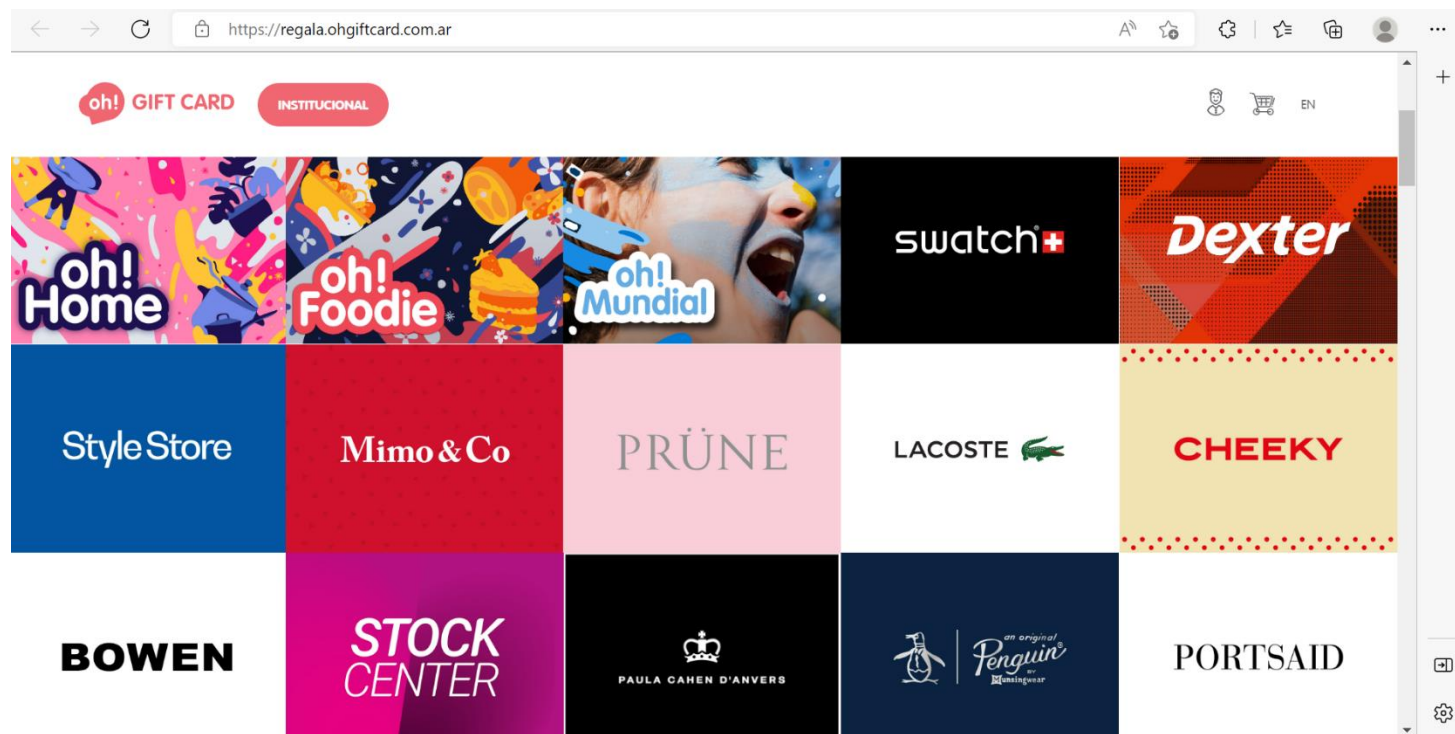 https://regala.ohgiftcard.com.ar
oh! GIFT CARD
INSTITUCIONAL
EN
oh!
Home
oh!
Foodie
oh!
Mundial
swatch
Dexter
Style Store
Mimo & Co
PRÜNE
LACOSTE
CHEEKY
BOWEN
STOCK
CENTER
PAULA CAHEN D'ANVERS
an original
Penguin
BY
Munsingwear
PORTSAID